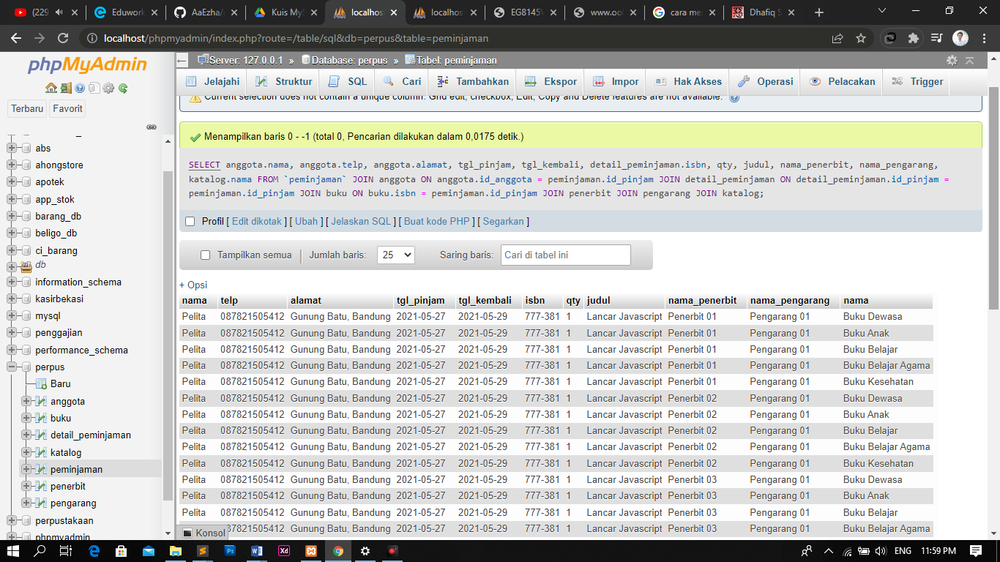 (229
Eduwork
AaEzha/
Kuis My
localhos
localhos
EG8145V
www.ool
cara me
Dhafiq S
localhost/phpmyadmin/index.php?route=/table/sql&db=perpus&table=peminjaman
phpMyAdmin
Terbaru
Favorit
abs
ahongstore
apotek
app_stok
barang_db
beligo_db
ci_barang
db
information_schema
kasirbekasi
mysql
penggajian
performance_schema
perpus
Baru
anggota
buku
detail_peminjaman
katalog
peminjaman
penerbit
pengarang
perpustakaan
phpmyadmin
Server: 127.0.0.1 » Database: perpus » Tabel: peminjaman
Jelajahi Struktur SQL Cari Tambahkan Ekspor Impor Hak Akses Operasi Pelacakan Trigger
Current selection does not contain a unique column. Grid edit, checkbox, Edit, Copy and Delete features are not available.
Menampilkan baris 0 - -1 (total 0, Pencarian dilakukan dalam 0,0175 detik.)
SELECT anggota.nama, anggota.telp, anggota.alamat, tgl_pinjam, tgl_kembali, detail_peminjaman.isbn, qty, judul, nama_penerbit, nama_pengarang,
katalog.nama FROM `peminjaman` JOIN anggota ON anggota.id_anggota = peminjaman.id_pinjam JOIN detail_peminjaman ON detail_peminjaman.id_pinjam =
peminjaman.id_pinjam JOIN buku ON buku.isbn = peminjaman.id_pinjam JOIN penerbit JOIN pengarang JOIN katalog;
Profil [ Edit dikotak ] [ Ubah ] [ Jelaskan SQL ] [ Buat kode PHP ] [ Segarkan ]
Tampilkan semua | Jumlah baris: 25 Saring baris: Cari di tabel ini
+ Opsi
nama telp alamat tgl_pinjam tgl_kembali isbn qty judul nama_penerbit nama_pengarang nama
Pelita 087821505412 Gunung Batu, Bandung 2021-05-27 2021-05-29 777-381 1 Lancar Javascript Penerbit 01 Pengarang 01 Buku Dewasa
Pelita 087821505412 Gunung Batu, Bandung 2021-05-27 2021-05-29 777-381 1 Lancar Javascript Penerbit 01 Pengarang 01 Buku Anak
Pelita 087821505412 Gunung Batu, Bandung 2021-05-27 2021-05-29 777-381 1 Lancar Javascript Penerbit 01 Pengarang 01 Buku Belajar
Pelita 087821505412 Gunung Batu, Bandung 2021-05-27 2021-05-29 777-381 1 Lancar Javascript Penerbit 01 Pengarang 01 Buku Belajar Agama
Pelita 087821505412 Gunung Batu, Bandung 2021-05-27 2021-05-29 777-381 1 Lancar Javascript Penerbit 01 Pengarang 01 Buku Kesehatan
Pelita 087821505412 Gunung Batu, Bandung 2021-05-27 2021-05-29 777-381 1 Lancar Javascript Penerbit 02 Pengarang 01 Buku Dewasa
Pelita 087821505412 Gunung Batu, Bandung 2021-05-27 2021-05-29 777-381 1 Lancar Javascript Penerbit 02 Pengarang 01 Buku Anak
Pelita 087821505412 Gunung Batu, Bandung 2021-05-27 2021-05-29 777-381 1 Lancar Javascript Penerbit 02 Pengarang 01 Buku Belajar
Pelita 087821505412 Gunung Batu, Bandung 2021-05-27 2021-05-29 777-381 1 Lancar Javascript Penerbit 02 Pengarang 01 Buku Belajar Agama
Pelita 087821505412 Gunung Batu, Bandung 2021-05-27 2021-05-29 777-381 1 Lancar Javascript Penerbit 02 Pengarang 01 Buku Kesehatan
Pelita 087821505412 Gunung Batu, Bandung 2021-05-27 2021-05-29 777-381 1 Lancar Javascript Penerbit 03 Pengarang 01 Buku Dewasa
Pelita 087821505412 Gunung Batu, Bandung 2021-05-27 2021-05-29 777-381 1 Lancar Javascript Penerbit 03 Pengarang 01 Buku Anak
Pelita 087821505412 Gunung Batu, Bandung 2021-05-27 2021-05-29 777-381 1 Lancar Javascript Penerbit 03 Pengarang 01 Buku Belajar
37821505412 Gunung Batu, Bandung 2021-05-27 2021-05-29 777-381 1 Lancar Javascript Penerbit 03 Pengarang 01 Buku Belajar Agama
Konsol
ENG 11:59 PM